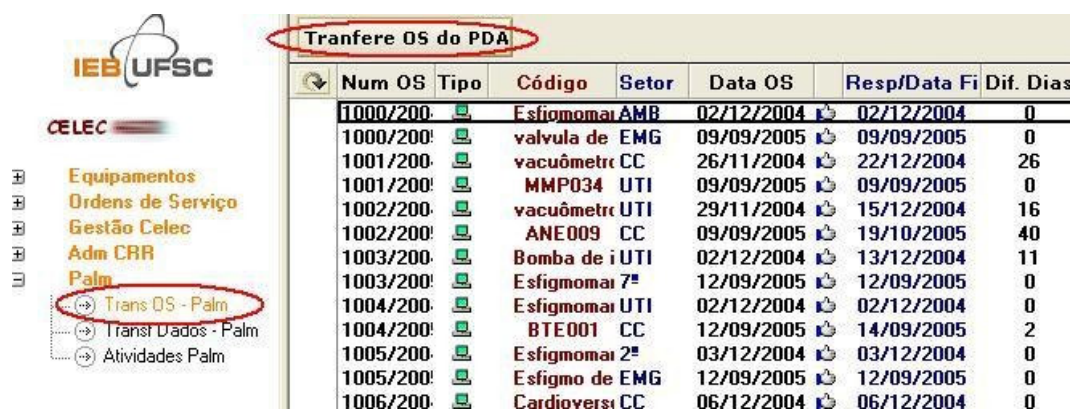 IEB UFSC
CELEC
Equipamentos
Ordens de Serviço
Gestão Celec
Adm CRR
Palm
Trans OS - Palm
Transf Dados - Palm
Atividades Palm
Tranfere OS do PDA
Num OS Tipo Código Setor Data OS Resp/Data Fi Dif. Dias
1000/200 Esfigmomai AMB 02/12/2004 02/12/2004 0
1000/200 valvula de EMG 09/09/2005 09/09/2005 0
1001/200 vacuômetro CC 26/11/2004 22/12/2004 26
1001/200 MMP034 UTI 09/09/2005 09/09/2005 0
1002/200 vacuômetro UTI 29/11/2004 15/12/2004 16
1002/200 ANE009 CC 09/09/2005 19/10/2005 40
1003/200 Bomba de i UTI 02/12/2004 13/12/2004 11
1003/200 Esfigmomai 7ª 12/09/2005 12/09/2005 0
1004/200 Esfigmomai UTI 02/12/2004 02/12/2004 0
1004/200 BTE001 CC 12/09/2005 14/09/2005 2
1005/200 Esfigmomai 2ª 03/12/2004 03/12/2004 0
1005/200 Esfigmo de EMG 12/09/2005 12/09/2005 0
1006/200 Cardiovers CC 06/12/2004 06/12/2004 0